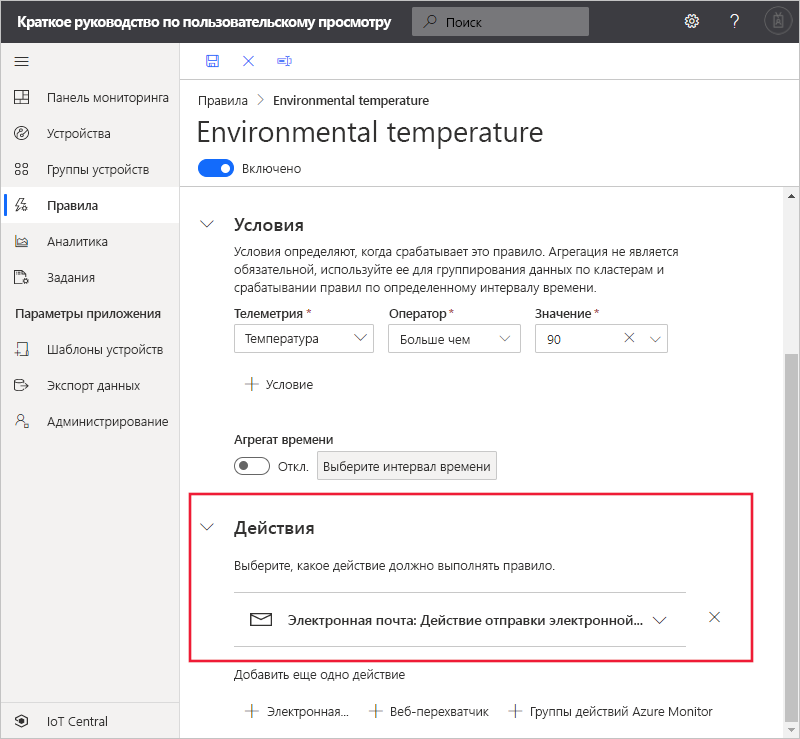 Краткое руководство по пользовательскому просмотру
Поиск
?
Панель мониторинга
Устройства
Группы устройств
Правила
Аналитика
Задания
Параметры приложения
Шаблоны устройств
Экспорт данных
Администрирование
IoT Central
Правила > Environmental temperature
Environmental temperature
Включено
Условия
Условия определяют, когда срабатывает это правило. Агрегация не является
обязательной, используйте ее для группирования данных по кластерам и
срабатывании правил по определенному интервалу времени.
Телеметрия * Оператор * Значение *
Температура Больше чем 90
+ Условие
Агрегат времени
Откл. Выберите интервал времени
Действия
Выберите, какое действие должно выполнять правило.
Электронная почта: Действие отправки электронной...
Добавить еще одно действие
+ Электронная... + Веб-перехватчик + Группы действий Azure Monitor